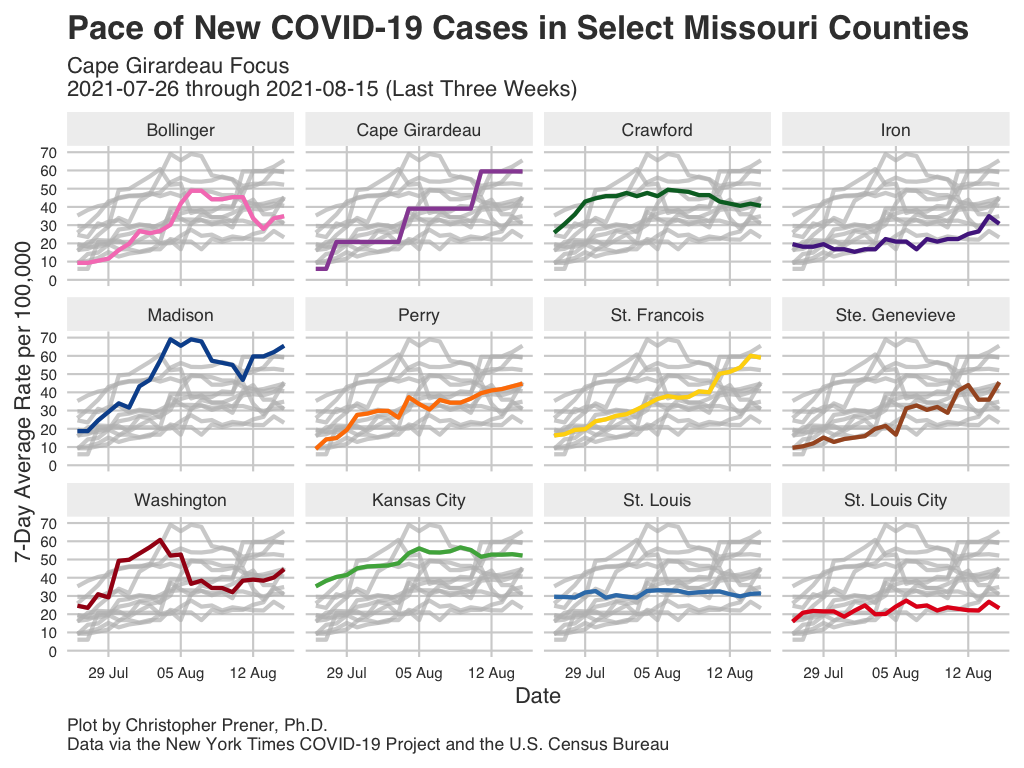 Pace of New COVID-19 Cases in Select Missouri Counties
Cape Girardeau Focus
2021-07-26 through 2021-08-15 (Last Three Weeks)
7-Day Average Rate per 100,000
Bollinger Cape Girardeau Crawford Iron
70
60
50
40
30
20
10
0
Madison Perry St. Francois Ste. Genevieve
70
60
50
40
30
20
10
0
Washington Kansas City St. Louis St. Louis City
70
60
50
40
30
20
10
0
29 Jul 05 Aug 12 Aug 29 Jul 05 Aug 12 Aug 29 Jul 05 Aug 12 Aug 29 Jul 05 Aug 12 Aug
Date
Plot by Christopher Prener, Ph.D.
Data via the New York Times COVID-19 Project and the U.S. Census Bureau